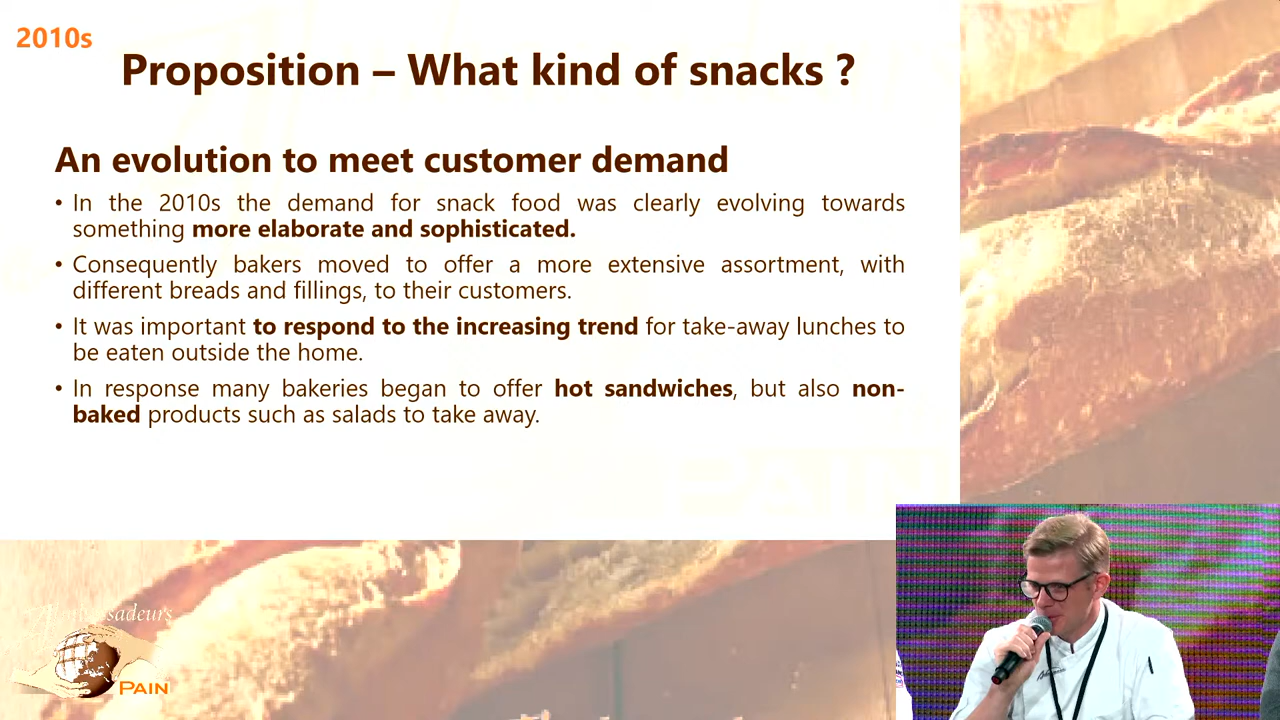 2010s
Proposition – What kind of snacks ?
An evolution to meet customer demand
• In the 2010s the demand for snack food was clearly evolving towards
something more elaborate and sophisticated.
• Consequently bakers moved to offer a more extensive assortment, with
different breads and fillings, to their customers.
• It was important to respond to the increasing trend for take-away lunches to
be eaten outside the home.
• In response many bakeries began to offer hot sandwiches, but also non-
baked products such as salads to take away.
PAIN
PAIN